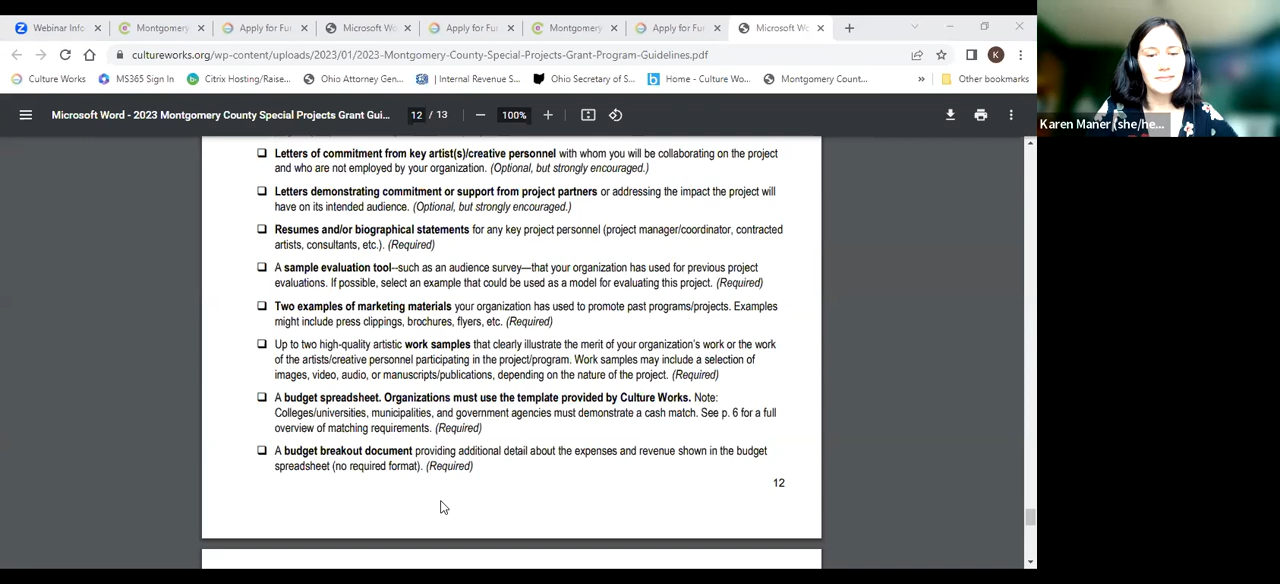 Webinar Info
Montgomery
Apply for Fur
Microsoft Wo
Apply for Fur
Montgomery
Apply for Fur
Microsoft Wo
cultureworks.org/wp-content/uploads/2023/01/2023-Montgomery-County-Special-Projects-Grant-Program-Guidelines.pdf
K
Culture Works
MS365 Sign In
Citrix Hosting/Raise...
Ohio Attorney Gen...
| Internal Revenue S...
Ohio Secretary of S...
Home - Culture Wo...
Montgomery Count...
»
Other bookmarks
Microsoft Word - 2023 Montgomery County Special Projects Grant Gui...
12 / 13
100%
Karen Maner (she/he...
Letters of commitment from key artist(s)/creative personnel with whom you will be collaborating on the project
and who are not employed by your organization. (Optional, but strongly encouraged.)
Letters demonstrating commitment or support from project partners or addressing the impact the project will
have on its intended audience. (Optional, but strongly encouraged.)
Resumes and/or biographical statements for any key project personnel (project manager/coordinator, contracted
artists, consultants, etc.). (Required)
A sample evaluation tool--such as an audience survey—that your organization has used for previous project
evaluations. If possible, select an example that could be used as a model for evaluating this project. (Required)
Two examples of marketing materials your organization has used to promote past programs/projects. Examples
might include press clippings, brochures, flyers, etc. (Required)
Up to two high-quality artistic work samples that clearly illustrate the merit of your organization's work or the work
of the artists/creative personnel participating in the project/program. Work samples may include a selection of
images, video, audio, or manuscripts/publications, depending on the nature of the project. (Required)
A budget spreadsheet. Organizations must use the template provided by Culture Works. Note:
Colleges/universities, municipalities, and government agencies must demonstrate a cash match. See p. 6 for a full
overview of matching requirements. (Required)
A budget breakout document providing additional detail about the expenses and revenue shown in the budget
spreadsheet (no required format). (Required)
12